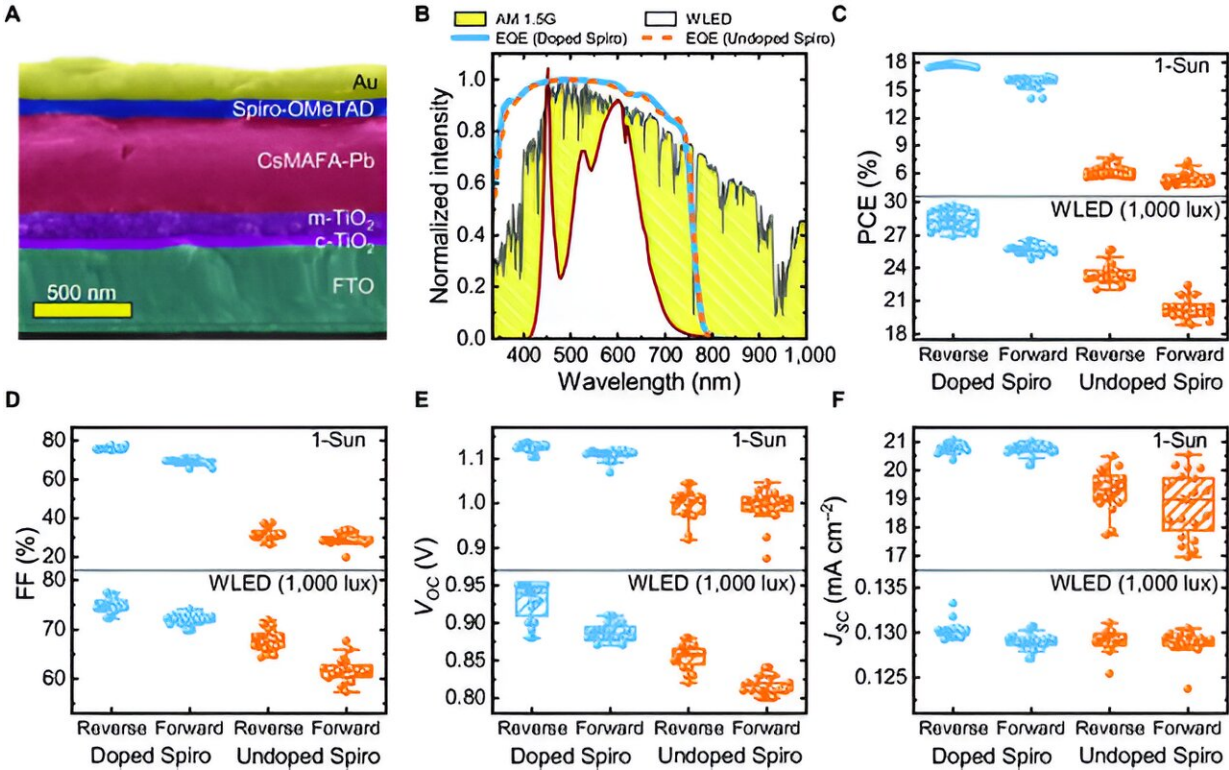 A
Au
Spiro-OMeTAD
CsMAFA-Pb
m-TiO₂
c-TiO₂
FTO
500 nm
B
AM 1.5G
WLED
EQE (Doped Spiro)
EQE (Undoped Spiro)
Normalized intensity
1.0
0.8
0.6
0.4
0.2
0.0
400 500 600 700 800 900 1,000
Wavelength (nm)
C
PCE (%)
1-Sun
18
15
12
9
6
WLED (1,000 lux)
30
27
24
21
18
Reverse Forward Reverse Forward
Doped Spiro Undoped Spiro
D
FF (%)
1-Sun
80
60
40
20
WLED (1,000 lux)
80
70
60
Reverse Forward Reverse Forward
Doped Spiro Undoped Spiro
E
V_OC (V)
1-Sun
1.1
1.0
0.9
WLED (1,000 lux)
0.95
0.90
0.85
0.80
Reverse Forward Reverse Forward
Doped Spiro Undoped Spiro
F
J_SC (mA cm⁻²)
1-Sun
21
20
19
18
17
WLED (1,000 lux)
0.135
0.130
0.125
Reverse Forward Reverse Forward
Doped Spiro Undoped Spiro